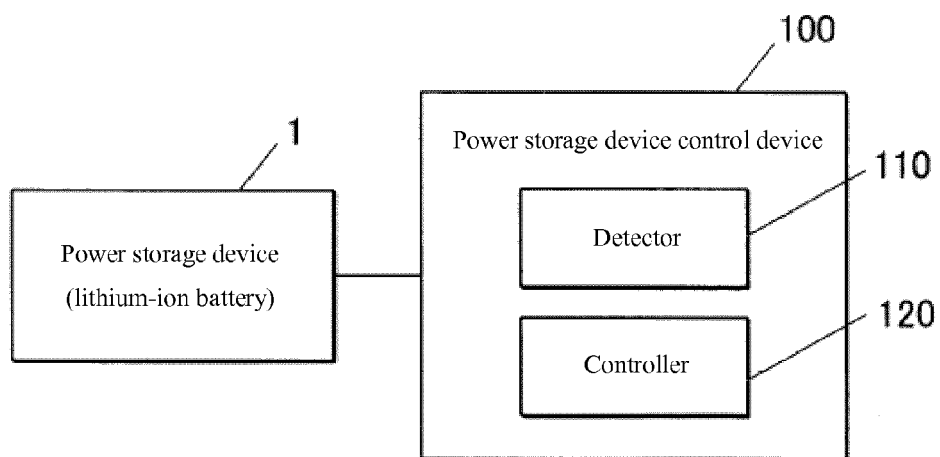 100
Power storage device control device
1
110
Power storage device
(lithium-ion battery)
Detector
120
Controller